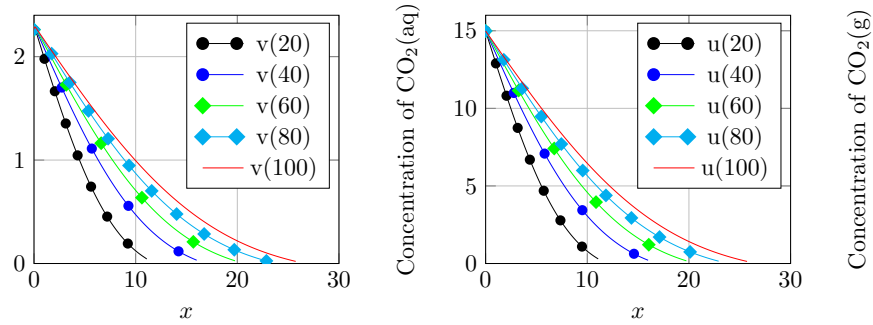 0
1
2
0
10
20
30
x
v(20)
v(40)
v(60)
v(80)
v(100)
Concentration of CO₂(aq)
0
5
10
15
0
10
20
30
x
u(20)
u(40)
u(60)
u(80)
u(100)
Concentration of CO₂(g)